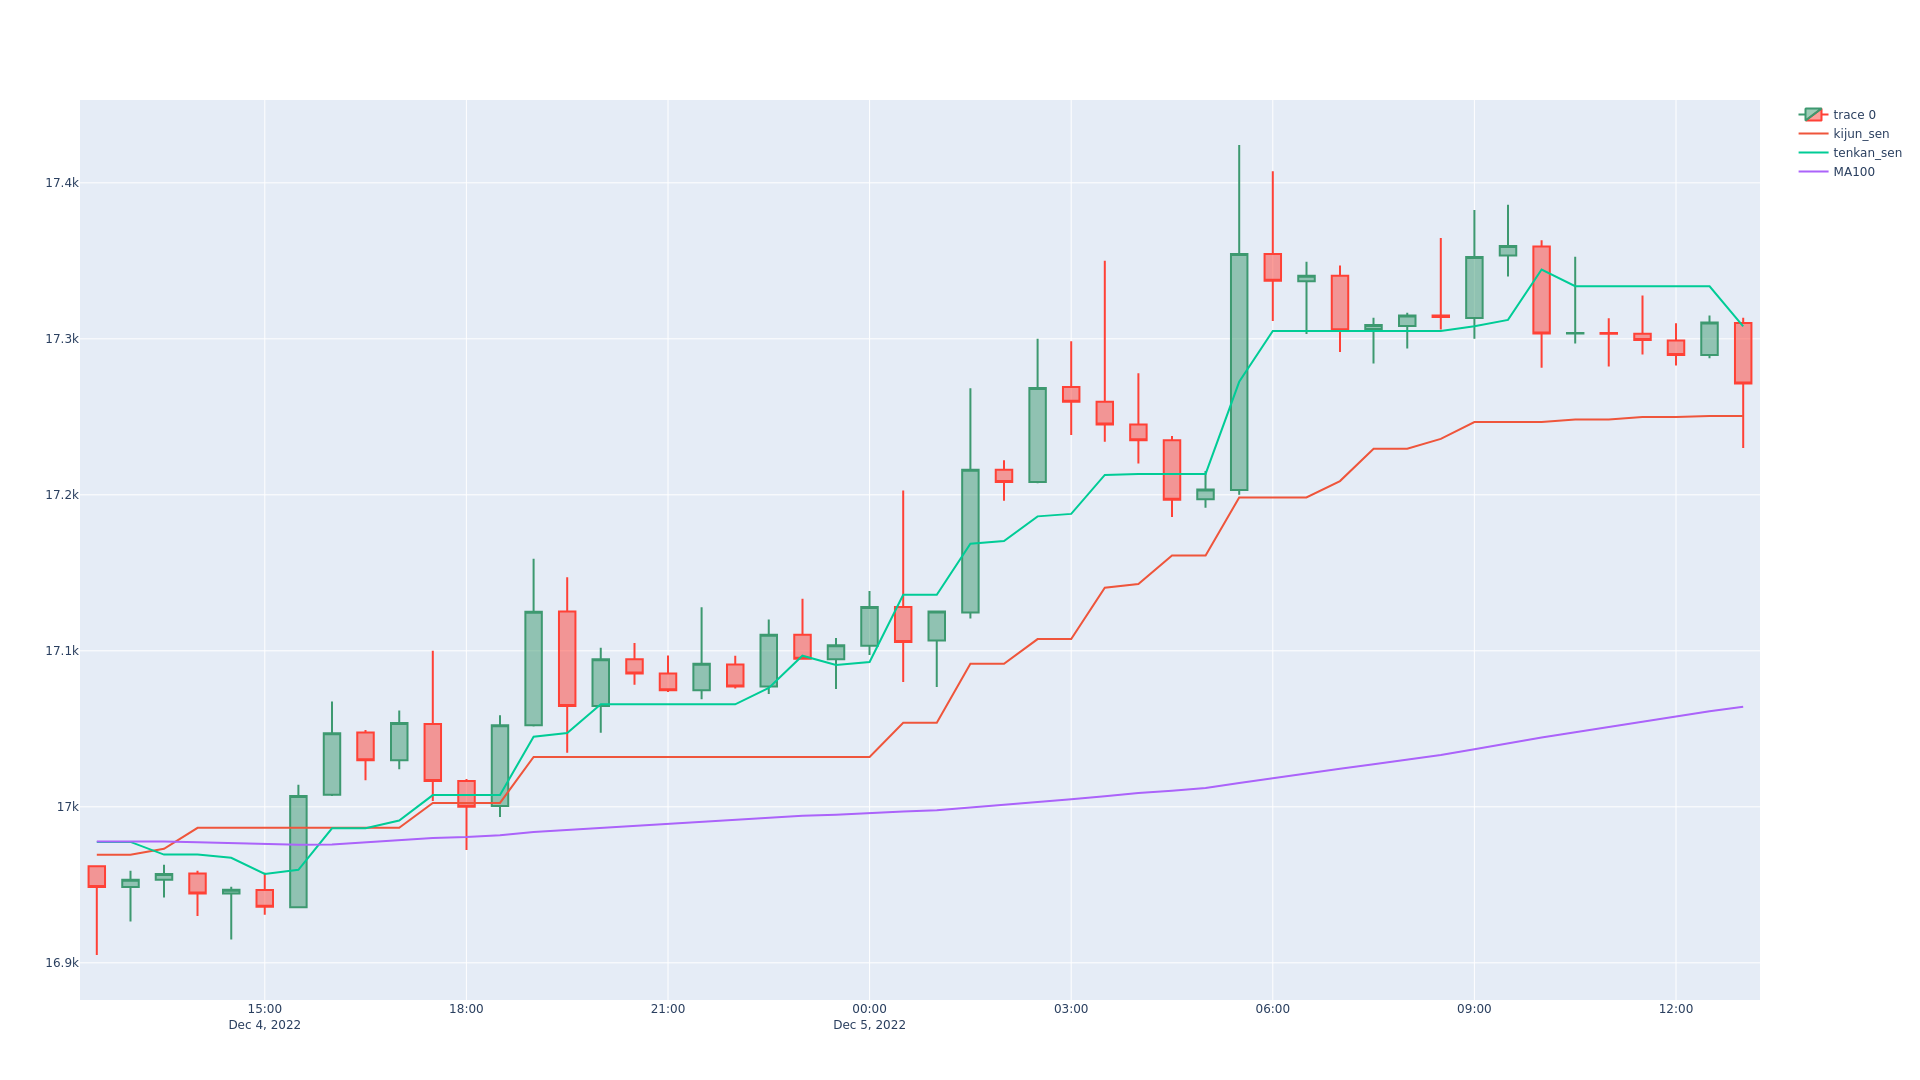 trace 0
kijun_sen
tenkan_sen
MA100
17.4k
17.3k
17.2k
17.1k
17k
16.9k
15:00 18:00 21:00 00:00 03:00 06:00 09:00 12:00
Dec 4, 2022 Dec 5, 2022